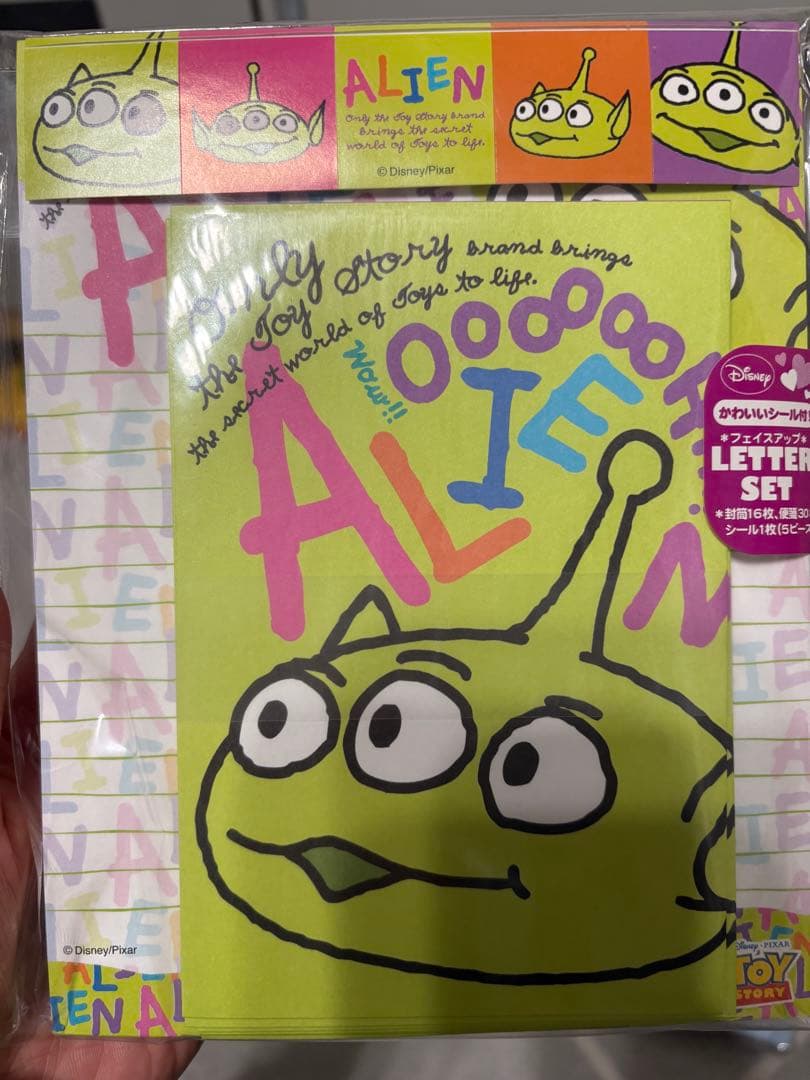 ALIEN
Only the Toy Story brand
brings the secret
world of Toys to life.
© Disney/Pixar
Only
the Toy Story brand brings
the secret world of Toys to life.
Wow!!
OOOOOOH
ALIEN
Disney
かわいいシール付
*フェイスアップ*
LETTER
SET
*封筒16枚、便箋30
シール1枚(5ピース
© Disney/Pixar
Disney·PIXAR
TOY
STORY
ALIEN
IEN AL